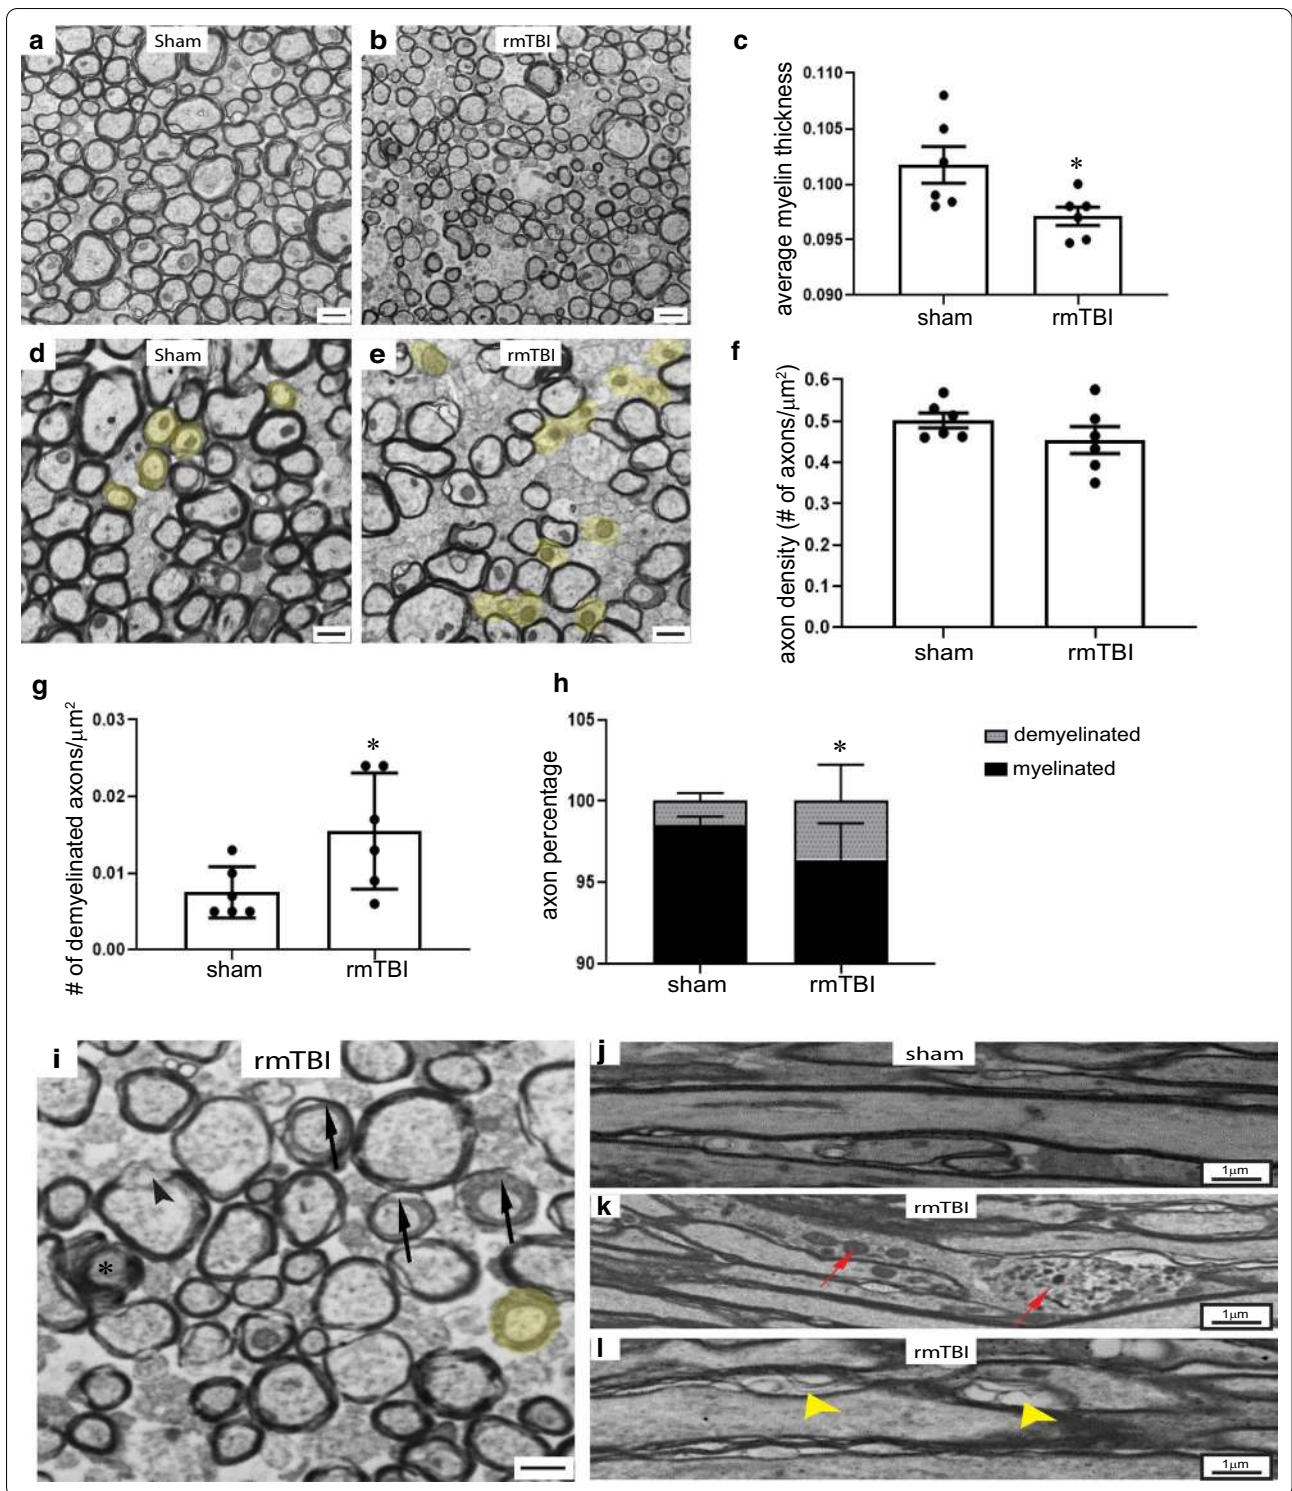 a
Sham
b
rmTBI
c
average myelin thickness
0.110
0.105
0.100
0.095
0.090
*
sham
rmTBI
d
Sham
e
rmTBI
f
axon density (# of axons/μm²)
0.6
0.5
0.4
0.3
0.2
0.1
0.0
sham
rmTBI
g
# of demyelinated axons/μm²
0.03
0.02
0.01
0.00
*
sham
rmTBI
h
axon percentage
105
100
95
90
*
sham
rmTBI
demyelinated
myelinated
i
rmTBI
*
j
sham
1μm
k
rmTBI
1μm
l
rmTBI
1μm